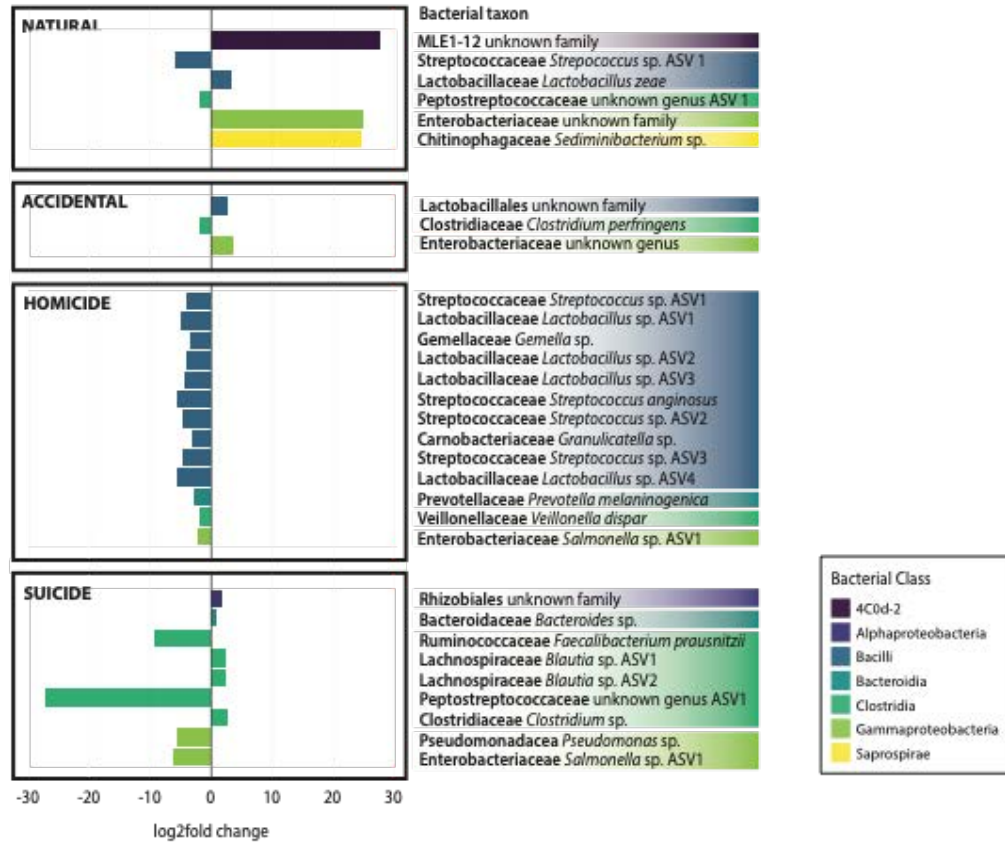 Bacterial taxon
NATURAL
MLE1-12 unknown family
Streptococcaceae Strepococcus sp. ASV 1
Lactobacillaceae Lactobacillus zeae
Peptostreptococcaceae unknown genus ASV 1
Enterobacteriaceae unknown family
Chitinophagaceae Sediminibacterium sp.
ACCIDENTAL
Lactobacillales unknown family
Clostridiaceae Clostridium perfringens
Enterobacteriaceae unknown genus
HOMICIDE
Streptococcaceae Streptococcus sp. ASV1
Lactobacillaceae Lactobacillus sp. ASV1
Gemellaceae Gemella sp.
Lactobacillaceae Lactobacillus sp. ASV2
Lactobacillaceae Lactobacillus sp. ASV3
Streptococcaceae Streptococcus anginosus
Streptococcaceae Streptococcus sp. ASV2
Carnobacteriaceae Granulicatella sp.
Streptococcaceae Streptococcus sp. ASV3
Lactobacillaceae Lactobacillus sp. ASV4
Prevotellaceae Prevotella melaninogenica
Veillonellaceae Veillonella dispar
Enterobacteriaceae Salmonella sp. ASV1
SUICIDE
Rhizobiales unknown family
Bacteroidaceae Bacteroides sp.
Ruminococcaceae Faecalibacterium prausnitzii
Lachnospiraceae Blautia sp. ASV1
Lachnospiraceae Blautia sp. ASV2
Peptostreptococcaceae unknown genus ASV1
Clostridiaceae Clostridium sp.
Pseudomonadacea Pseudomonas sp.
Enterobacteriaceae Salmonella sp. ASV1
-30 -20 -10 0 10 20 30
log2fold change
Bacterial Class
4C0d-2
Alphaproteobacteria
Bacilli
Bacteroidia
Clostridia
Gammaproteobacteria
Saprospirae